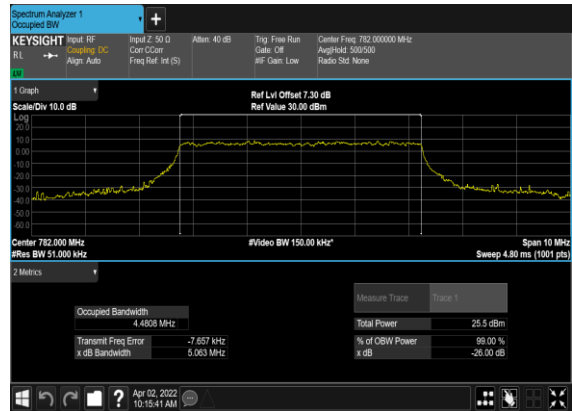 Spectrum Analyzer 1
Occupied BW
+
KEYSIGHT Input: RF Input Z: 50 Ω Atten: 40 dB Trig: Free Run Center Freq: 782.000000 MHz
RL Coupling: DC Corr CCorr Gate: Off Avg|Hold: 500/500
Align: Auto Freq Ref: Int (S) #IF Gain: Low Radio Std: None
1 Graph Ref Lvl Offset 7.30 dB
Scale/Div 10.0 dB Ref Value 30.00 dBm
Log
20.0
10.0
0.00
-10.0
-20.0
-30.0
-40.0
-50.0
-60.0
Center 782.000 MHz #Video BW 150.00 kHz* Span 10 MHz
#Res BW 51.000 kHz Sweep 4.80 ms (1001 pts)
2 Metrics
Measure Trace Trace 1
Occupied Bandwidth
4.4808 MHz Total Power 25.5 dBm
Transmit Freq Error -7.657 kHz % of OBW Power 99.00 %
x dB Bandwidth 5.063 MHz x dB -26.00 dB
? Apr 02, 2022
10:15:41 AM